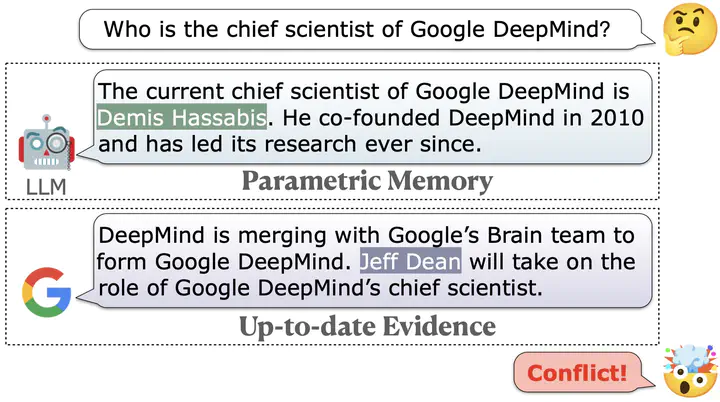 Who is the chief scientist of Google DeepMind?
The current chief scientist of Google DeepMind is
Demis Hassabis. He co-founded DeepMind in 2010
and has led its research ever since.
LLM
Parametric Memory
DeepMind is merging with Google’s Brain team to
form Google DeepMind. Jeff Dean will take on the
role of Google DeepMind’s chief scientist.
Up-to-date Evidence
Conflict!